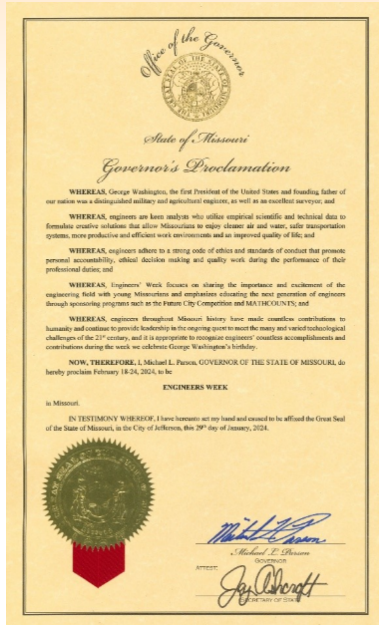 Office of the Governor
THE GREAT SEAL OF THE STATE OF MISSOURI
State of Missouri
Governor's Proclamation
WHEREAS, George Washington, the first President of the United States and founding father of
our nation was a distinguished military and agricultural engineer, as well as an excellent surveyor; and
WHEREAS, engineers are keen analysts who utilize empirical scientific and technical data to
formulate creative solutions that allow Missourians to enjoy cleaner air and water, safer transportation
systems, more productive and efficient work environments and an improved quality of life; and
WHEREAS, engineers adhere to a strong code of ethics and standards of conduct that promote
personal accountability, ethical decision making and quality work during the performance of their
professional duties; and
WHEREAS, Engineers' Week focuses on sharing the importance and excitement of the
engineering field with young Missourians and emphasizes educating the next generation of engineers
through sponsoring programs such as the Future City Competition and MATHCOUNTS; and
WHEREAS, engineers throughout Missouri history have made countless contributions to
humanity and continue to provide leadership in the ongoing quest to meet the many and varied technological
challenges of the 21st century, and it is appropriate to recognize engineers' countless accomplishments and
contributions during the week we celebrate George Washington's birthday.
NOW, THEREFORE, I, Michael L. Parson, GOVERNOR OF THE STATE OF MISSOURI, do
hereby proclaim February 18-24, 2024, to be
ENGINEERS WEEK
in Missouri.
IN TESTIMONY WHEREOF, I have hereunto set my hand and caused to be affixed the Great Seal
of the State of Missouri, in the City of Jefferson, this 29th day of January, 2024.
Michael L. Parson
Michael L. Parson
GOVERNOR
ATTEST:
Jay Ashcroft
SECRETARY OF STATE